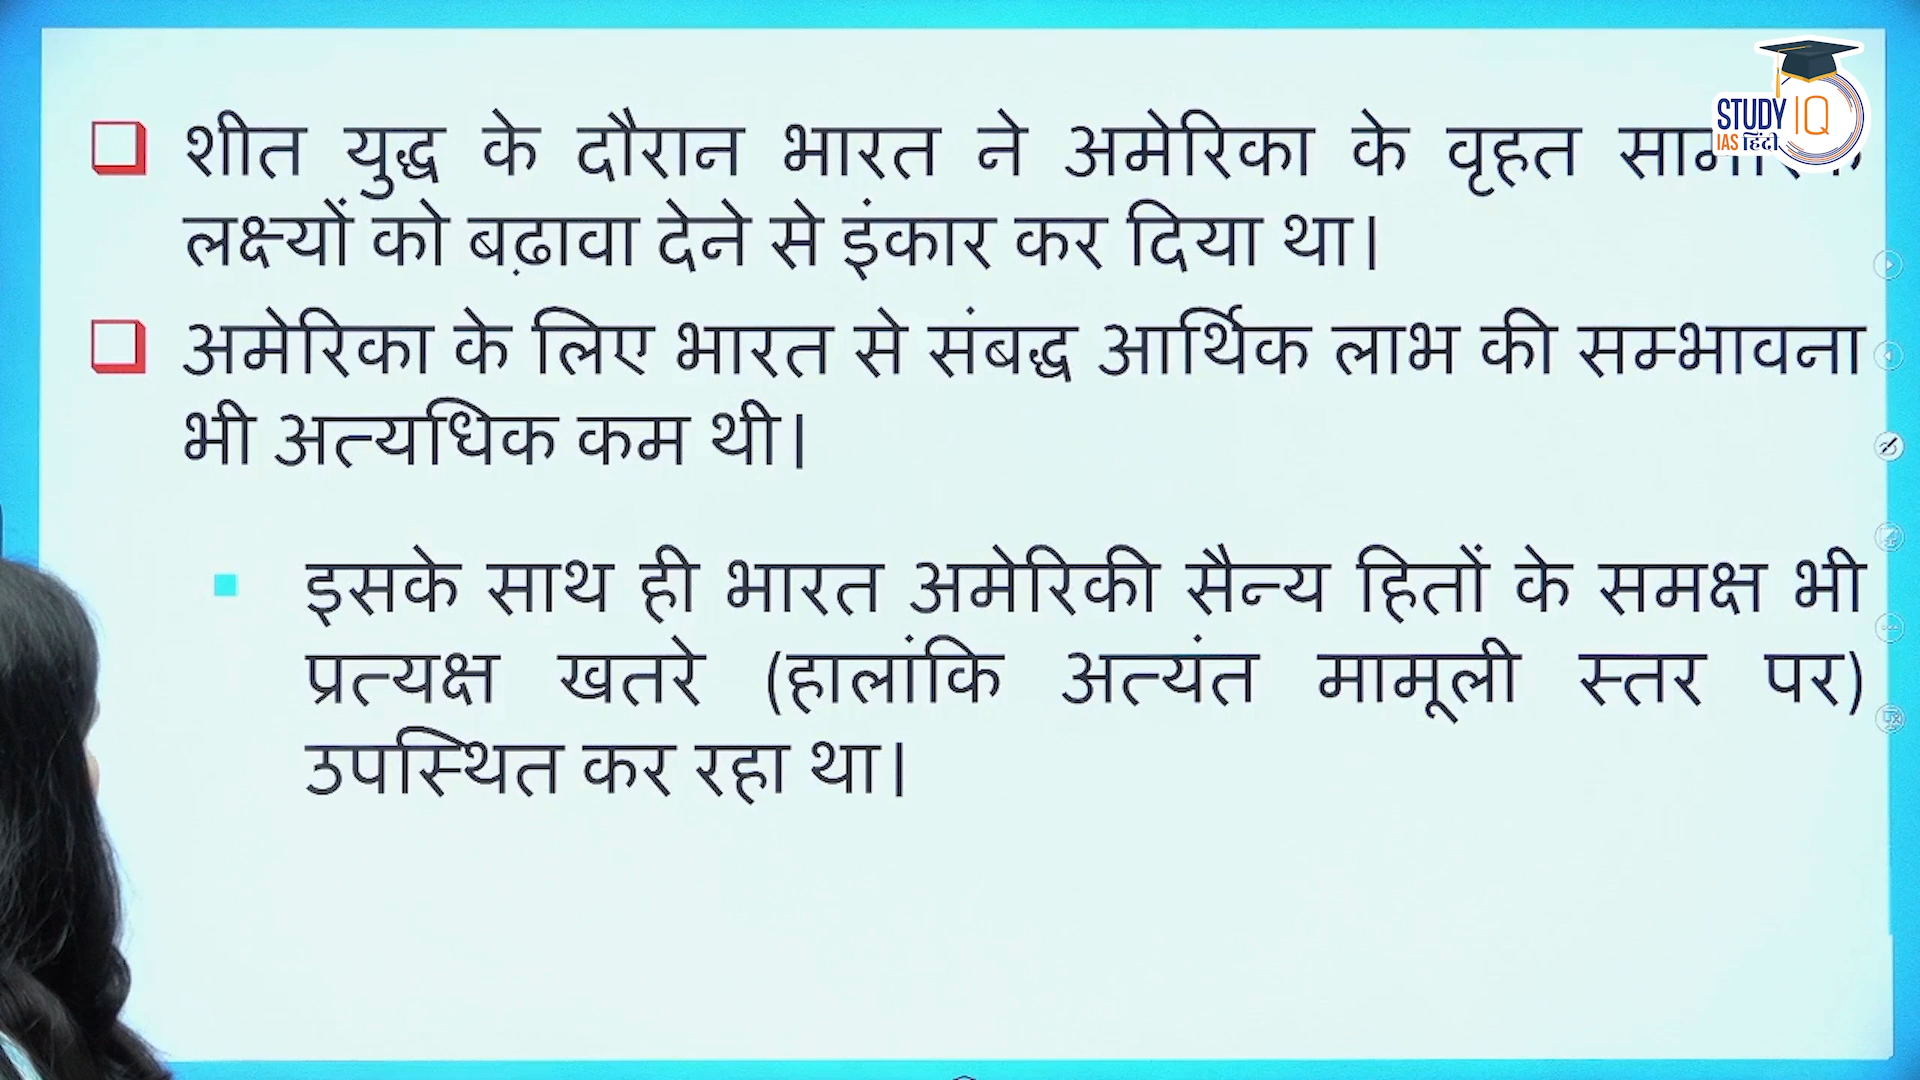 शीत युद्ध के दौरान भारत ने अमेरिका के वृहत
लक्ष्यों को बढ़ावा देने से इंकार कर दिया था।
अमेरिका के लिए भारत से संबद्ध आर्थिक लाभ की सम्भावना
भी अत्यधिक कम थी।
इसके साथ ही भारत अमेरिकी सैन्य हितों के समक्ष भी
प्रत्यक्ष खतरे (हालांकि अत्यंत मामूली स्तर पर)
उपस्थित कर रहा था।
STUDY IQ
IAS हिंदी